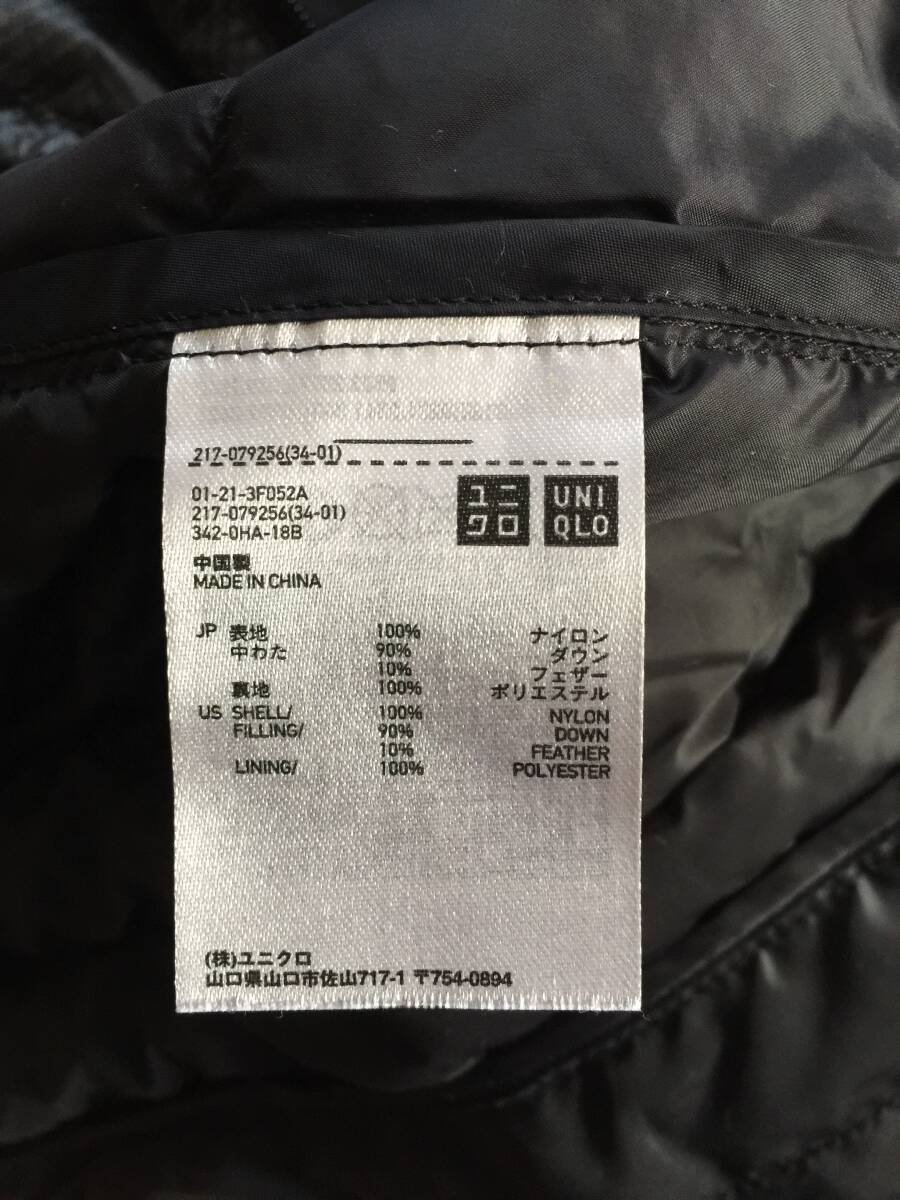 217-079256(34-01)
01-21-3F052A
217-079256(34-01)
342-0HA-18B
ユニ
クロ
UNI
QLO
中国製
MADE IN CHINA
JP 表地 100% ナイロン
中わた 90% ダウン
10% フェザー
裏地 100% ポリエステル
US SHELL/ 100% NYLON
FILLING/ 90% DOWN
10% FEATHER
LINING/ 100% POLYESTER
(株)ユニクロ
山口県山口市佐山717-1 〒754-0894